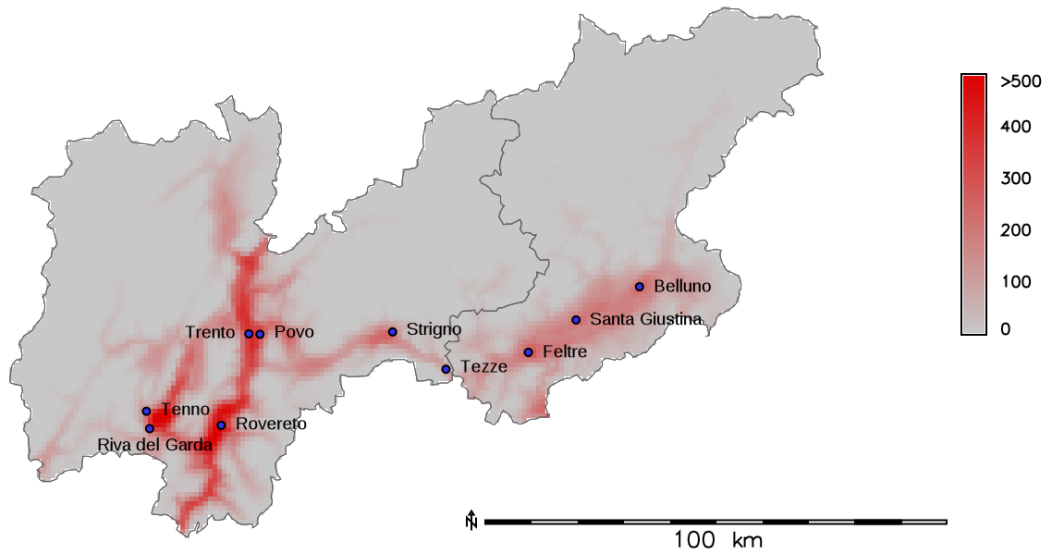 >500
400
300
200
100
0
Belluno
Santa Giustina
Trento
Povo
Strigno
Feltre
Tezze
Tenno
Rovereto
Riva del Garda
N
100 km